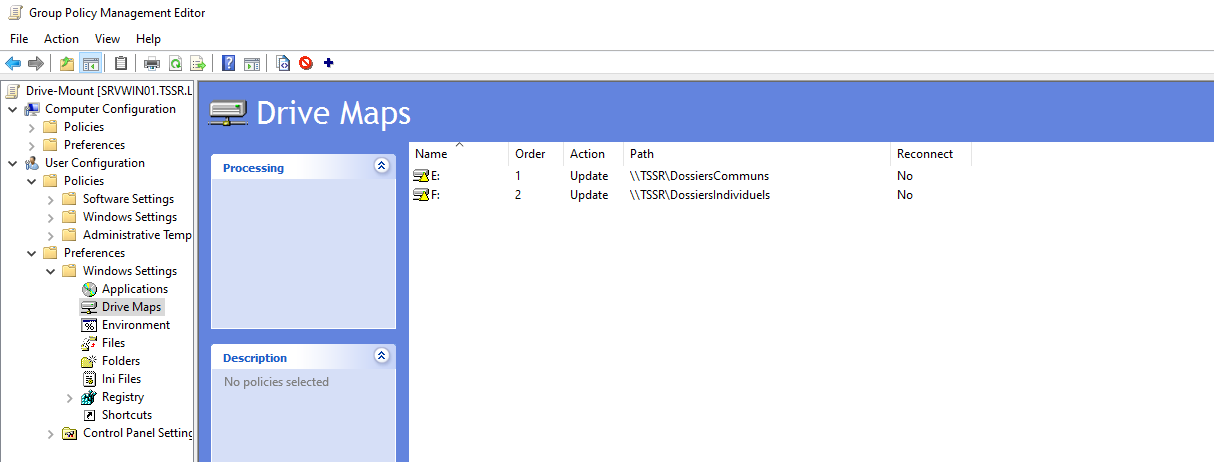 Group Policy Management Editor
File Action View Help
Drive-Mount [SRVWIN01.TSSR.L
Computer Configuration
Policies
Preferences
User Configuration
Policies
Software Settings
Windows Settings
Administrative Temp
Preferences
Windows Settings
Applications
Drive Maps
Environment
Files
Folders
Ini Files
Registry
Shortcuts
Control Panel Setting
Drive Maps
Processing
Description
No policies selected
Name Order Action Path Reconnect
E: 1 Update \\TSSR\DossiersCommuns No
F: 2 Update \\TSSR\DossiersIndividuels No